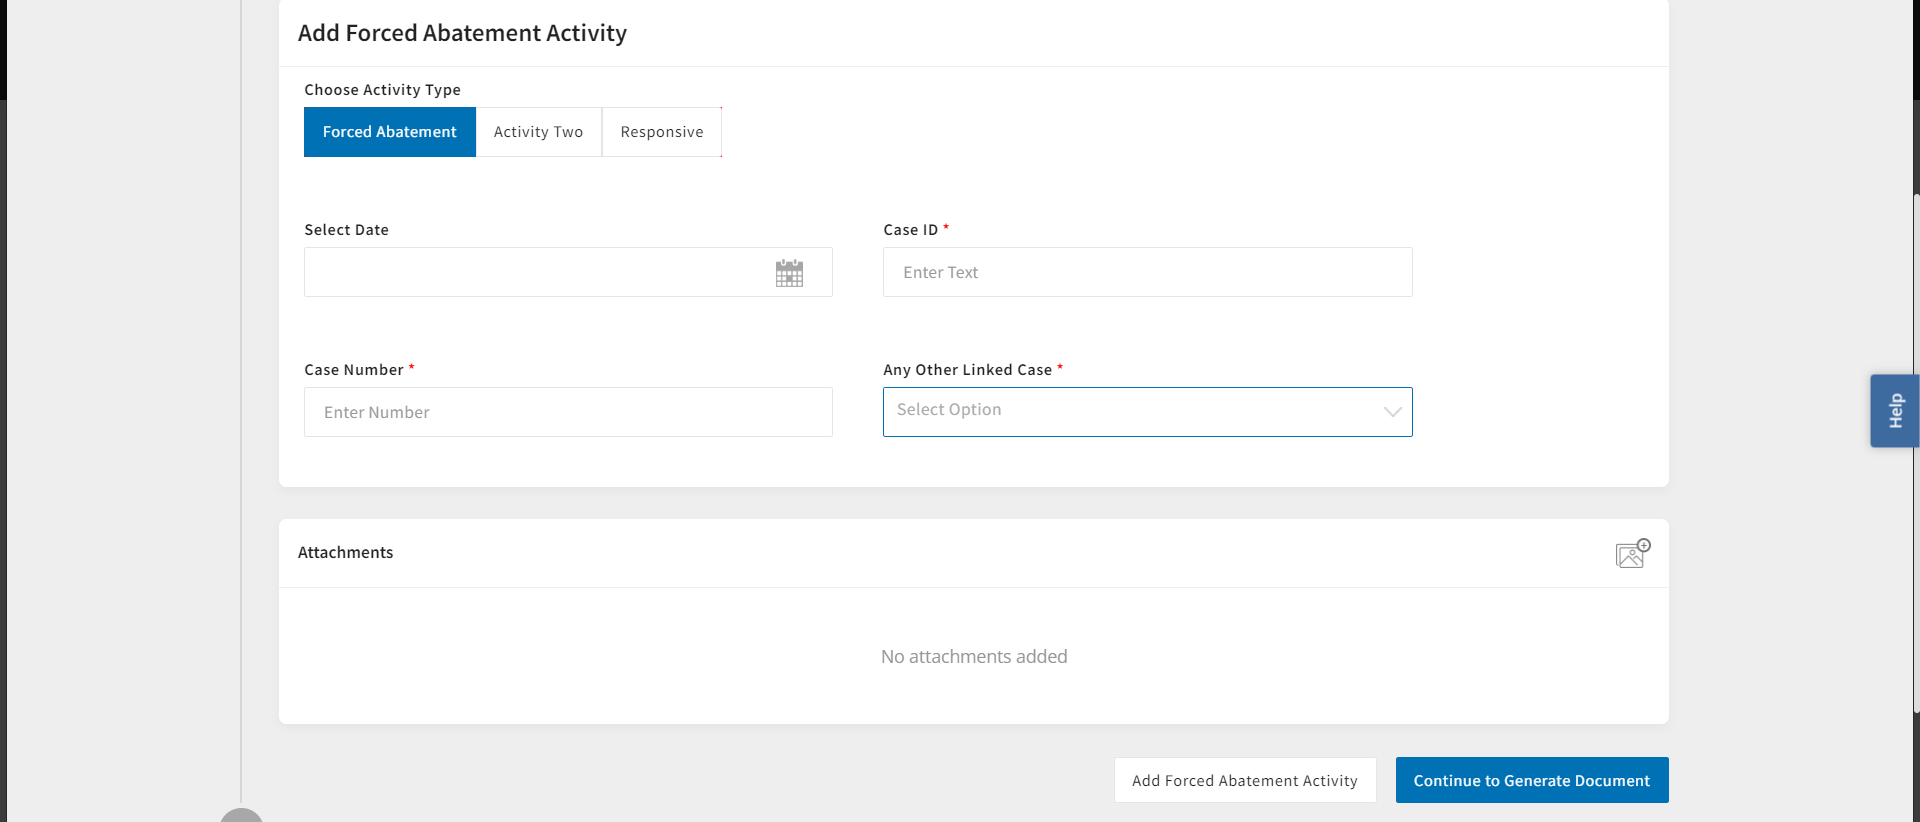 Add Forced Abatement Activity
Choose Activity Type
Forced Abatement Activity Two Responsive
Select Date Case ID *
Enter Text
Case Number * Any Other Linked Case *
Enter Number Select Option
Help
Attachments
No attachments added
Add Forced Abatement Activity Continue to Generate Document